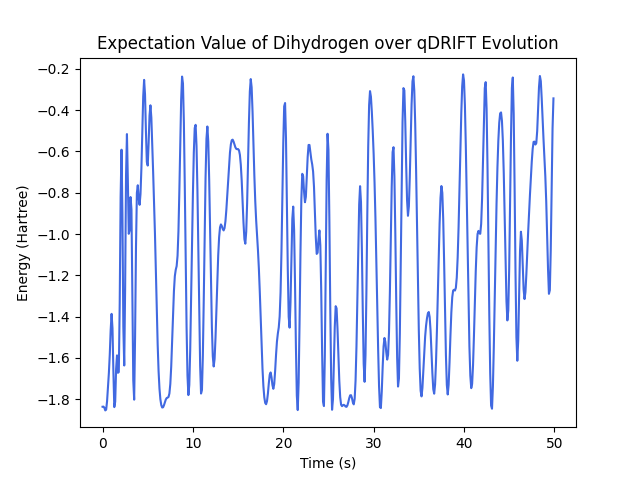 Expectation Value of Dihydrogen over qDRIFT Evolution
−0.2
−0.4
−0.6
−0.8
−1.0
−1.2
−1.4
−1.6
−1.8
Energy (Hartree)
0 10 20 30 40 50
Time (s)